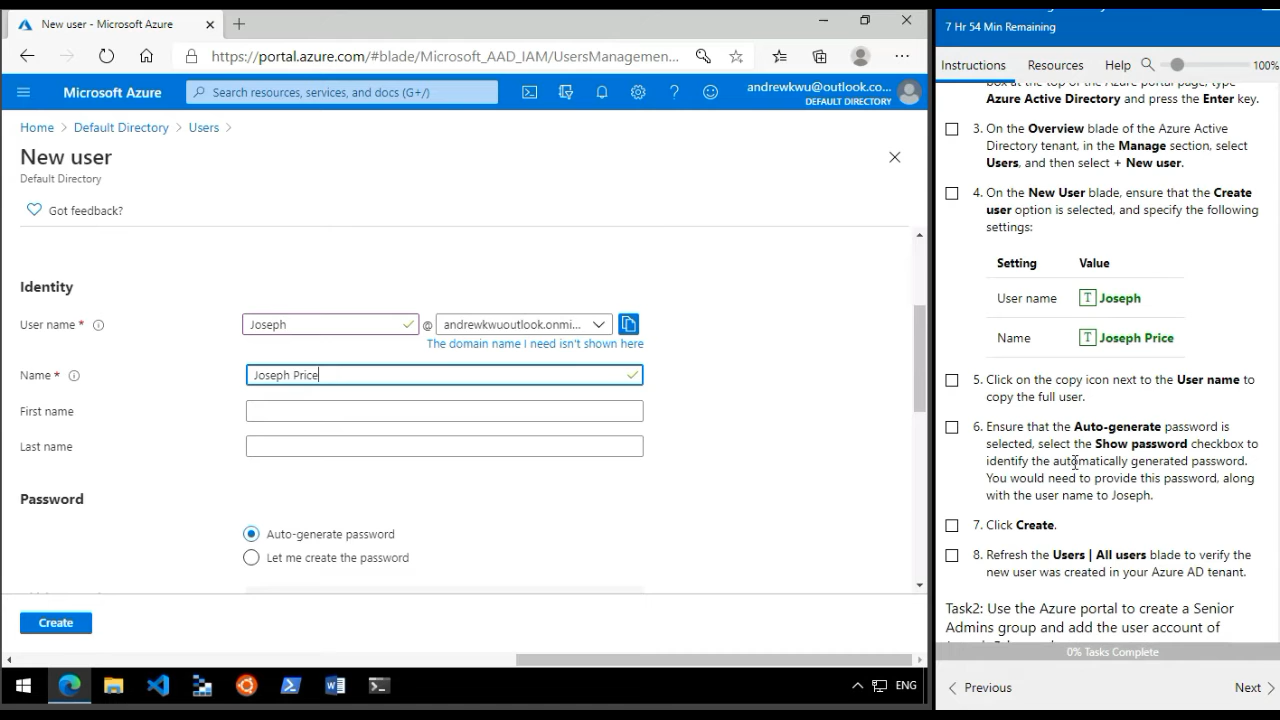 New user - Microsoft Azure
https://portal.azure.com/#blade/Microsoft_AAD_IAM/UsersManagemen...
Microsoft Azure
Search resources, services, and docs (G+/)
andrewkwu@outlook.co...
DEFAULT DIRECTORY
Home > Default Directory > Users >
New user
Default Directory
Got feedback?
Identity
User name *
Joseph
@
andrewkwuoutlook.onmi...
The domain name I need isn't shown here
Name *
Joseph Price
First name
Last name
Password
Auto-generate password
Let me create the password
Create
ENG
7 Hr 54 Min Remaining
Instructions
Resources
Help
100%
Azure Active Directory and press the Enter key.
3. On the Overview blade of the Azure Active
Directory tenant, in the Manage section, select
Users, and then select + New user.
4. On the New User blade, ensure that the Create
user option is selected, and specify the following
settings:
Setting Value
User name T Joseph
Name T Joseph Price
5. Click on the copy icon next to the User name to
copy the full user.
6. Ensure that the Auto-generate password is
selected, select the Show password checkbox to
identify the automatically generated password.
You would need to provide this password, along
with the user name to Joseph.
7. Click Create.
8. Refresh the Users | All users blade to verify the
new user was created in your Azure AD tenant.
Task2: Use the Azure portal to create a Senior
Admins group and add the user account of
0% Tasks Complete
Previous
Next